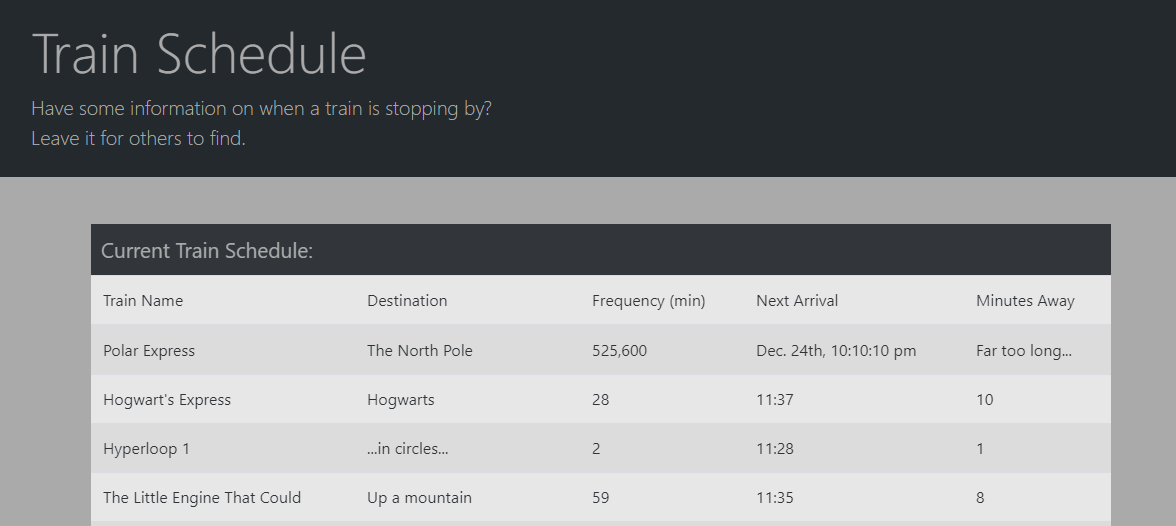 Train Schedule
Have some information on when a train is stopping by?
Leave it for others to find.
Current Train Schedule:
Train Name Destination Frequency (min) Next Arrival Minutes Away
Polar Express The North Pole 525,600 Dec. 24th, 10:10:10 pm Far too long...
Hogwart's Express Hogwarts 28 11:37 10
Hyperloop 1 ...in circles... 2 11:28 1
The Little Engine That Could Up a mountain 59 11:35 8